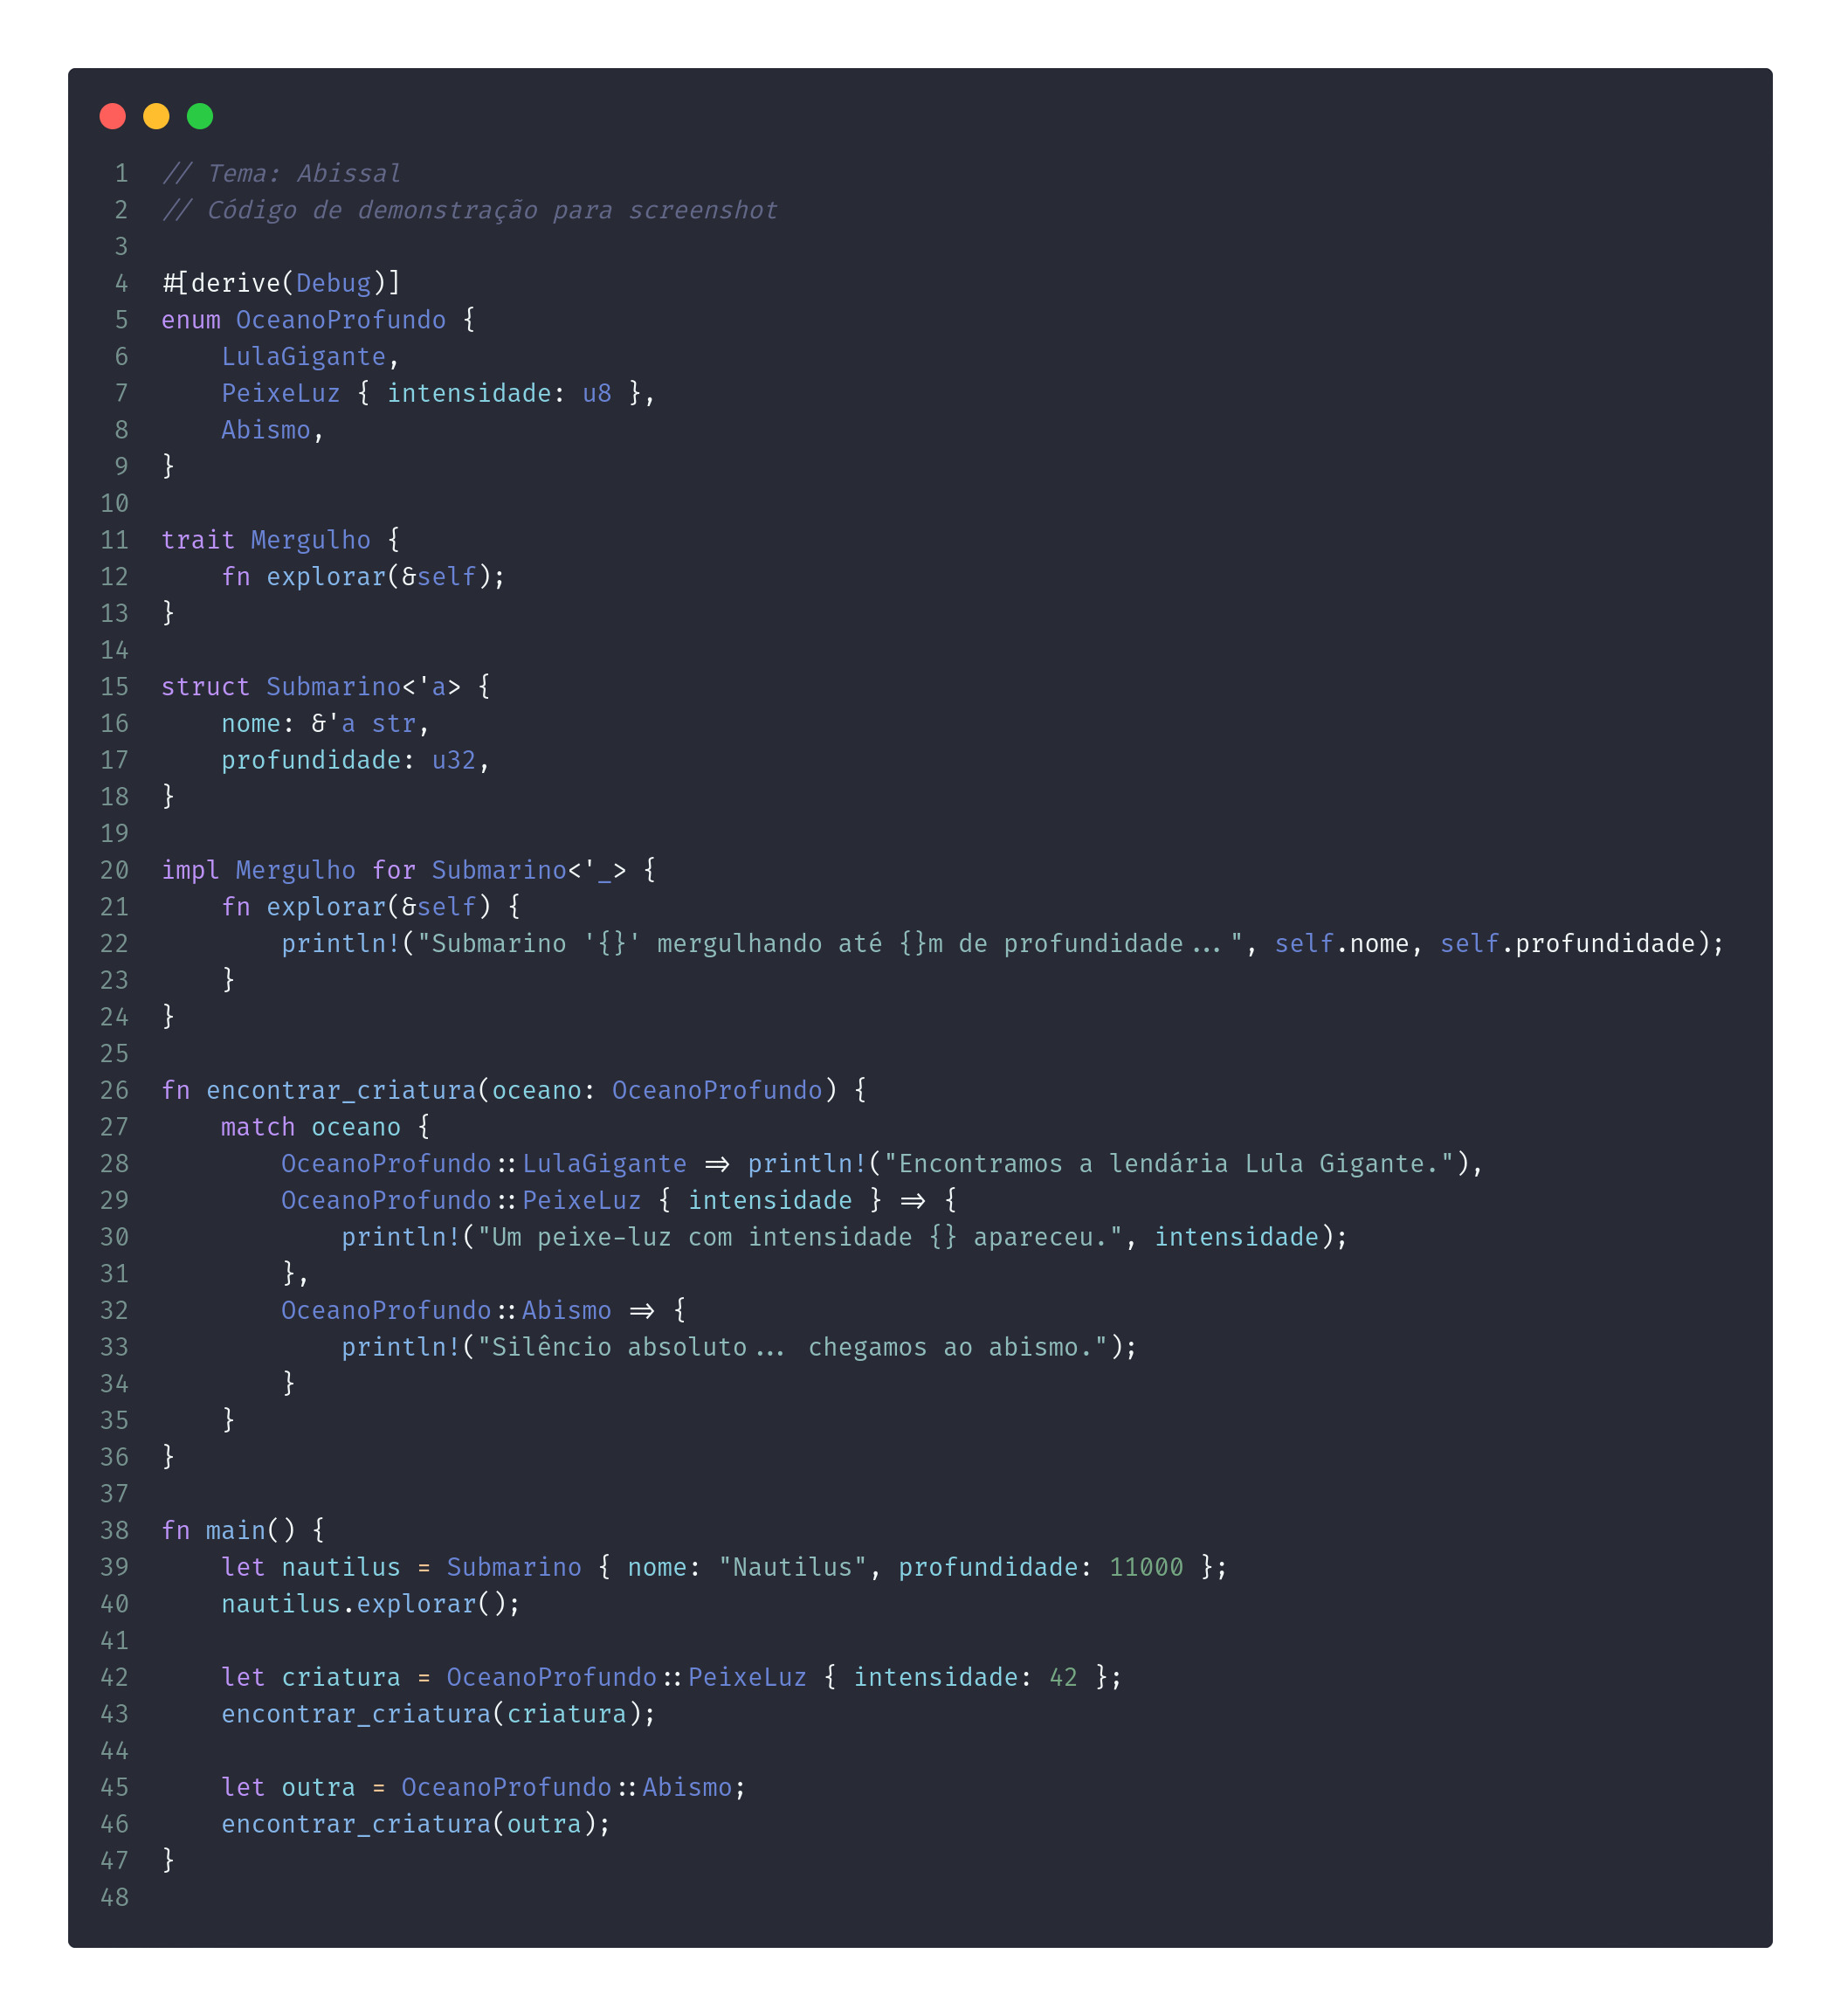 1 // Tema: Abissal
2 // Código de demonstração para screenshot
3
4 #[derive(Debug)]
5 enum OceanoProfundo {
6     LulaGigante,
7     PeixeLuz { intensidade: u8 },
8     Abismo,
9 }
10
11 trait Mergulho {
12     fn explorar(&self);
13 }
14
15 struct Submarino<'a> {
16     nome: &'a str,
17     profundidade: u32,
18 }
19
20 impl Mergulho for Submarino<'_> {
21     fn explorar(&self) {
22         println!("Submarino '{}' mergulhando até {}m de profundidade...", self.nome, self.profundidade);
23     }
24 }
25
26 fn encontrar_criatura(oceano: OceanoProfundo) {
27     match oceano {
28         OceanoProfundo::LulaGigante => println!("Encontramos a lendária Lula Gigante."),
29         OceanoProfundo::PeixeLuz { intensidade } => {
30             println!("Um peixe-luz com intensidade {} apareceu.", intensidade);
31         },
32         OceanoProfundo::Abismo => {
33             println!("Silêncio absoluto... chegamos ao abismo.");
34         }
35     }
36 }
37
38 fn main() {
39     let nautilus = Submarino { nome: "Nautilus", profundidade: 11000 };
40     nautilus.explorar();
41
42     let criatura = OceanoProfundo::PeixeLuz { intensidade: 42 };
43     encontrar_criatura(criatura);
44
45     let outra = OceanoProfundo::Abismo;
46     encontrar_criatura(outra);
47 }
48